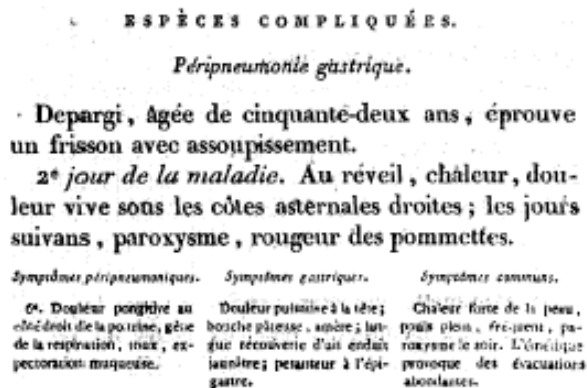 ESPÈCES COMPLIQUÉES.
Péripneumonie gastrique.
Depargi, âgée de cinquante-deux ans, éprouve
un frisson avec assoupissement.
2e jour de la maladie. Au réveil, chaleur, dou-
leur vive sous les côtes asternales droites; les jours
suivans, paroxysme, rougeur des pommettes.
Symptômes péripneumoniques.
6e. Douleur pongitive au
côté droit de la poitrine, gêne
de la respiration, toux, ex-
pectoration muqueuse.
Symptômes gastriques.
Douleur pulsative à la tête;
bouche pâteuse, amère; lan-
gue recouverte d'un enduit
jaunâtre; pesanteur à l'épi-
gastre.
Symptômes communs.
Chaleur forte de la peau,
pouls plein, fréquent, pa-
roxysme le soir. L'émétique
provoque des évacuations
abondantes.